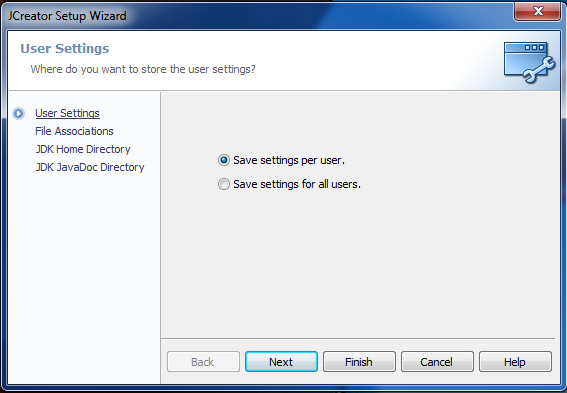 JCreator Setup Wizard
User Settings
Where do you want to store the user settings?
User Settings
File Associations
JDK Home Directory
JDK JavaDoc Directory
Save settings per user.
Save settings for all users.
Back Next Finish Cancel Help